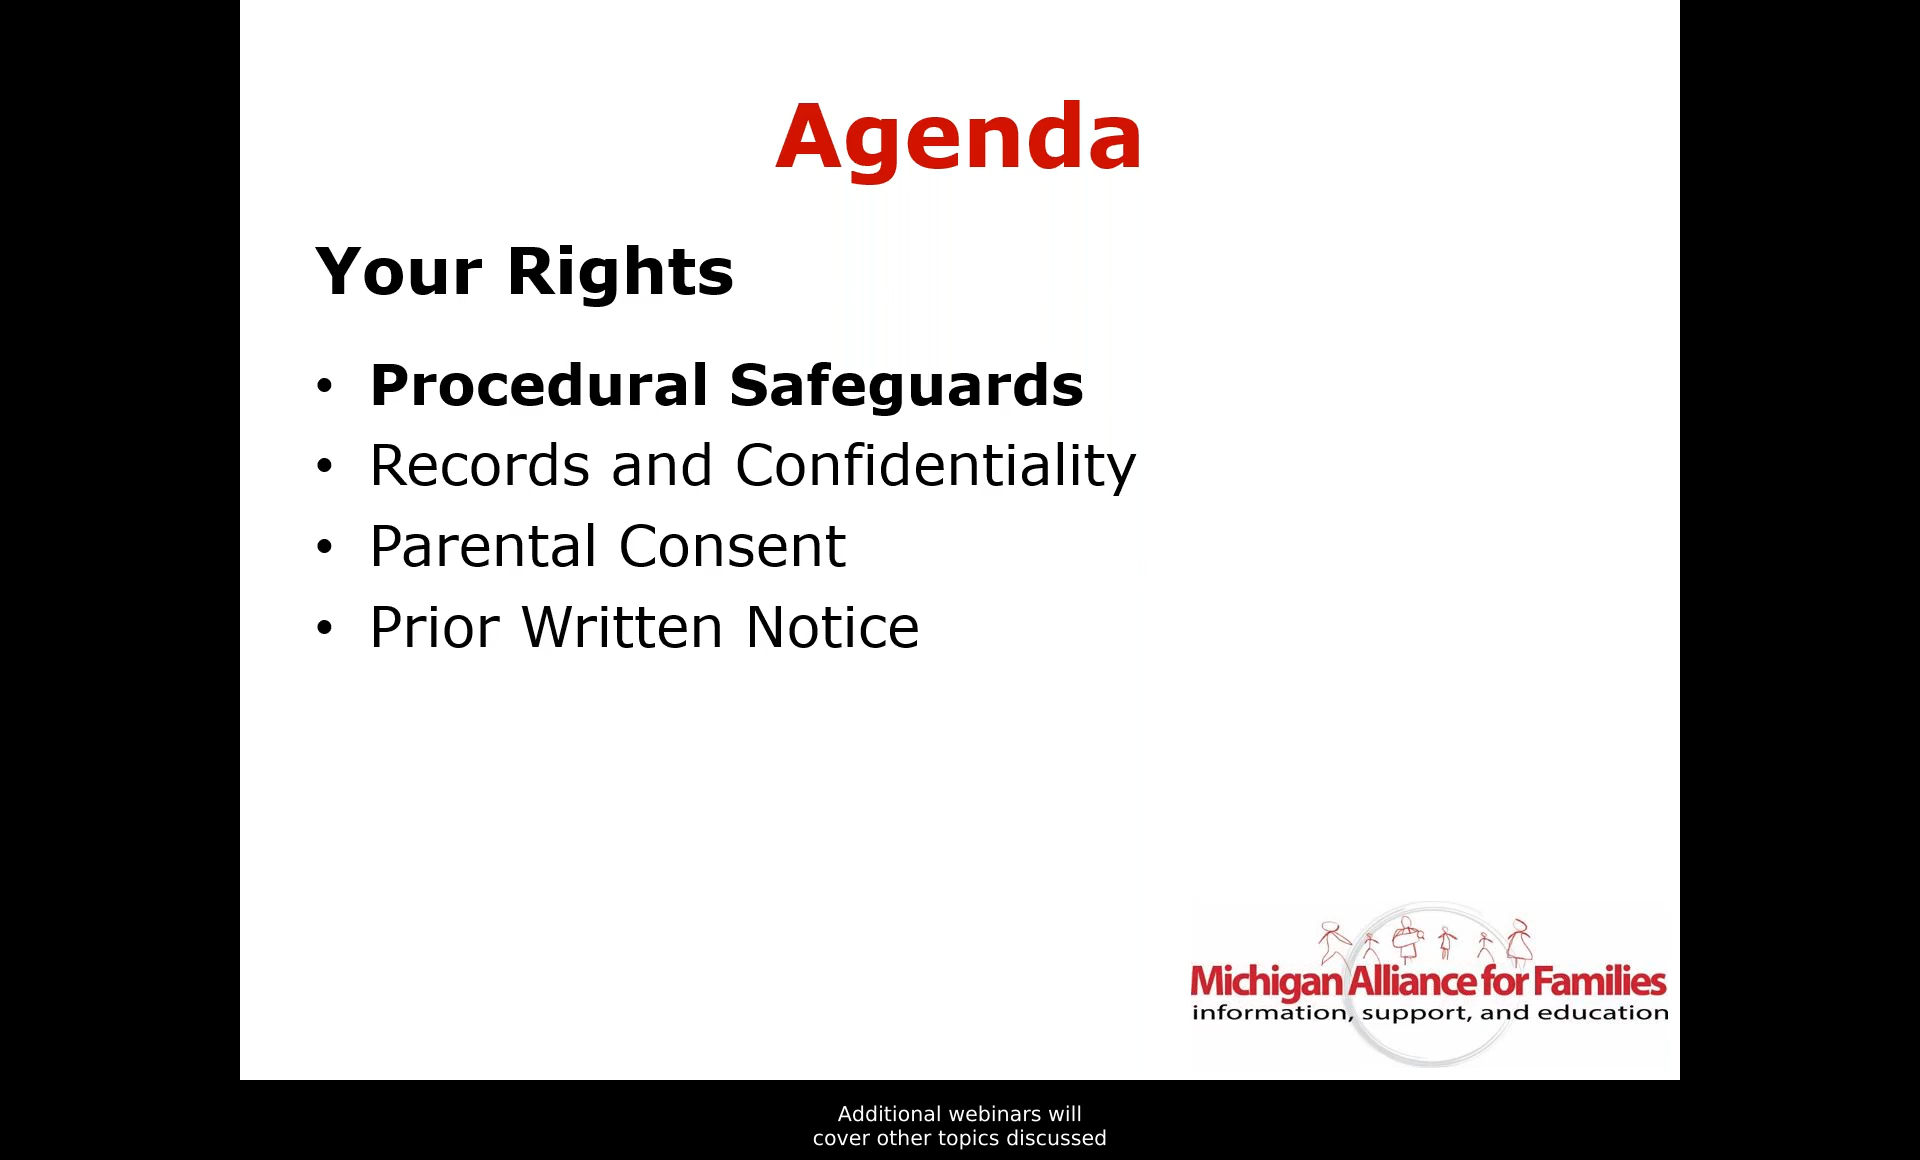 Agenda
Your Rights
• Procedural Safeguards
• Records and Confidentiality
• Parental Consent
• Prior Written Notice
Michigan Alliance for Families
information, support, and education
Additional webinars will
cover other topics discussed